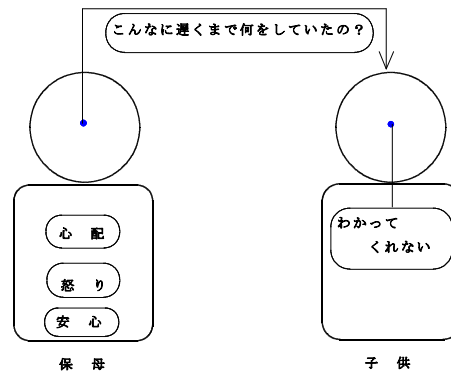 こんなに遅くまで何をしていたの？
心 配
怒 り
安 心
わかって
くれない
保 母
子 供